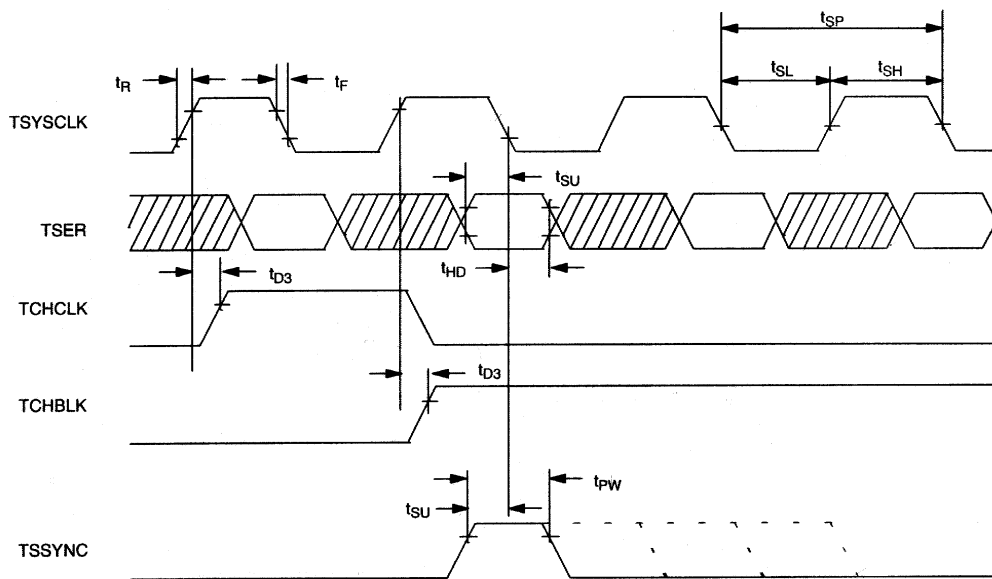 tSP
tR
tF
tSL
tSH
TSYSCLK
tSU
TSER
tD3
tHD
TCHCLK
tD3
TCHBLK
tPW
tSU
TSSYNC